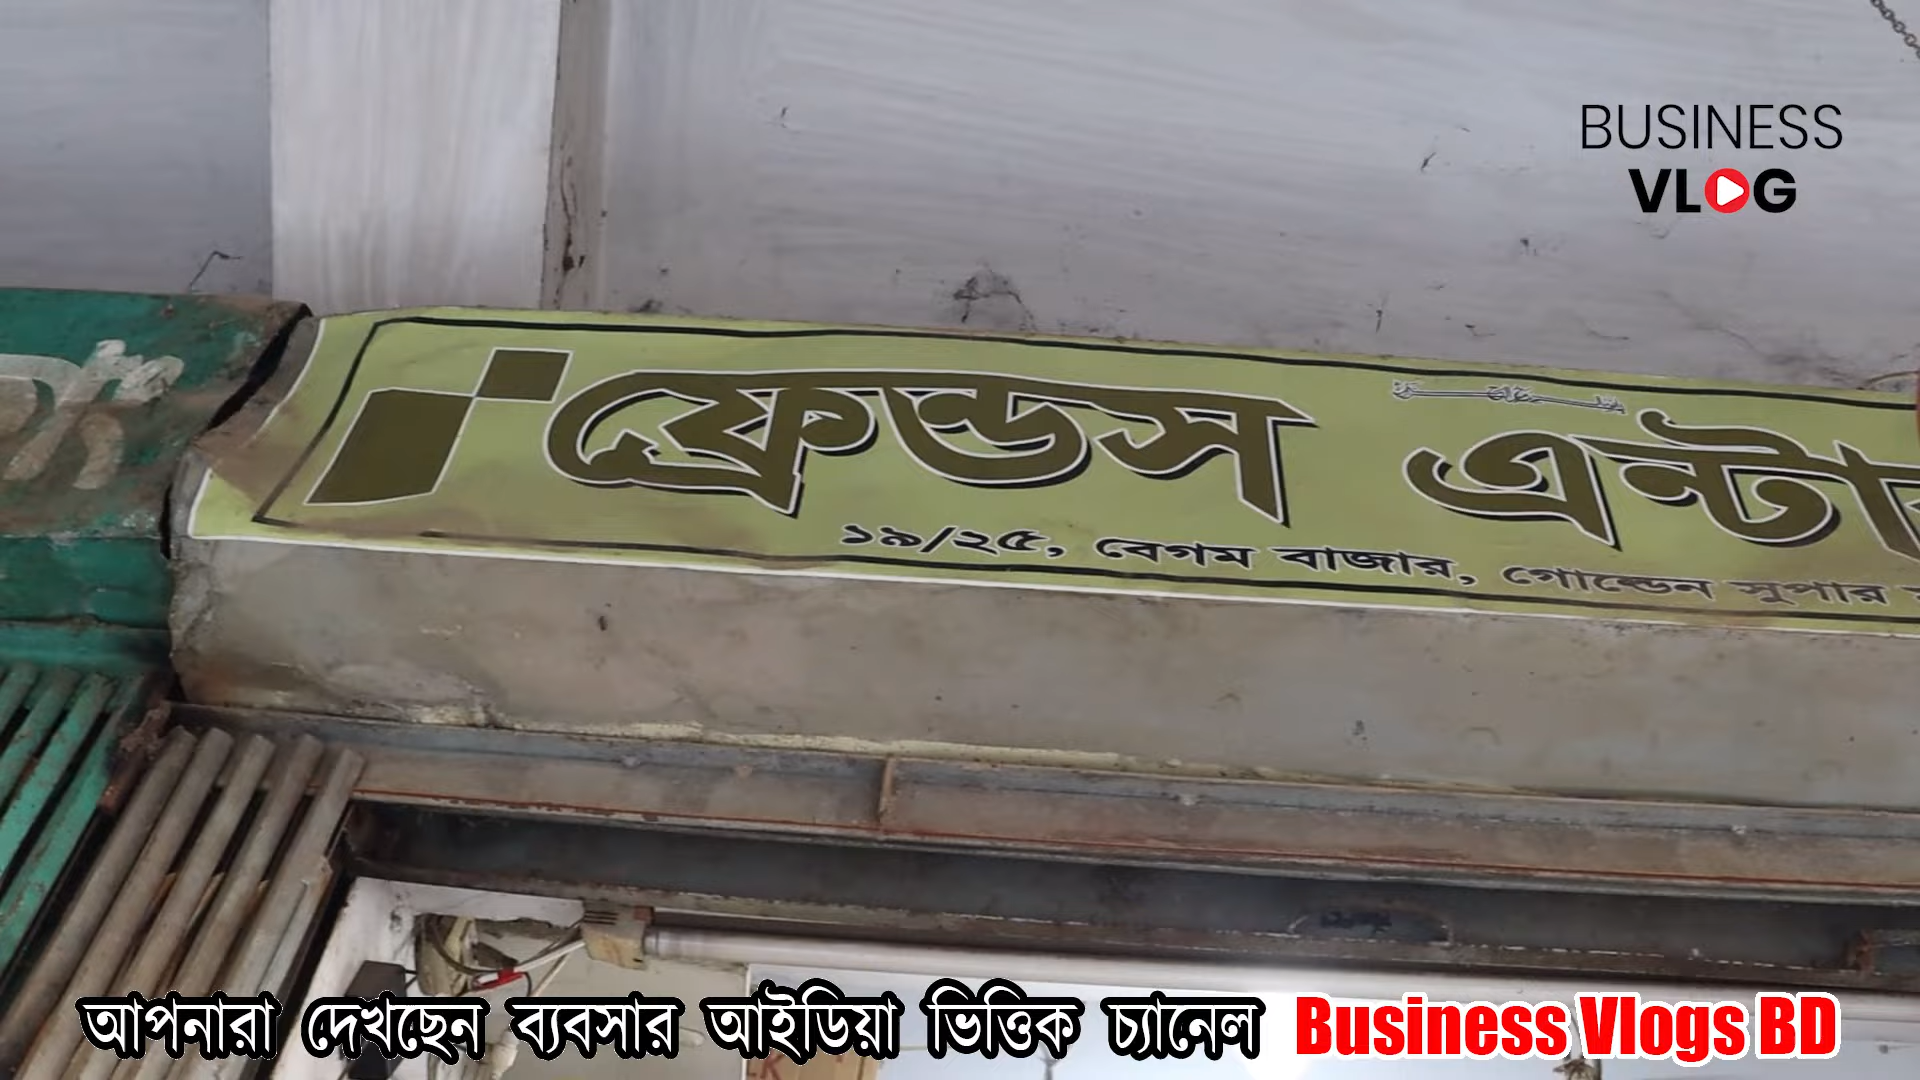 BUSINESS
VLOG
ফ্রেন্ডস এন্টার
১৯/২৫, বেগম বাজার, গোল্ডেন সুপার
আপনারা দেখছেন ব্যবসার আইডিয়া ভিত্তিক চ্যানেল Business Vlogs BD